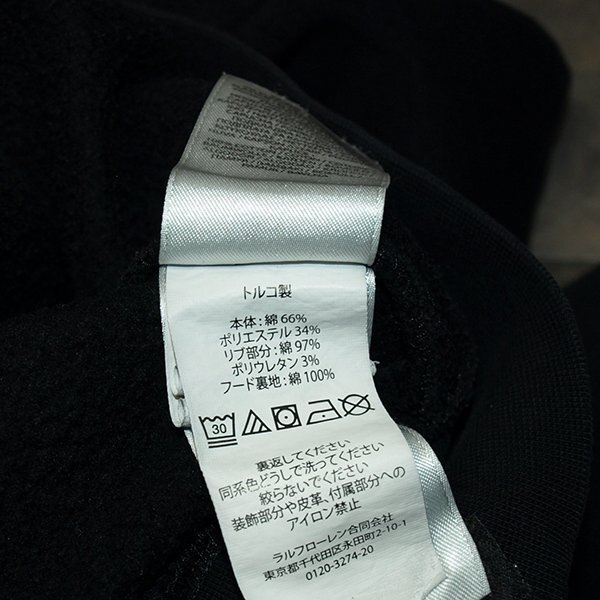 トルコ製
本体：綿 66%
ポリエステル 34%
リブ部分：綿 97%
ポリウレタン 3%
フード裏地：綿 100%
30
裏返してください
同系色どうしで洗ってください
絞らないでください
装飾部分や皮革、付属部分への
アイロン禁止
ラルフローレン合同会社
東京都千代田区永田町2-10-1
0120-3274-20